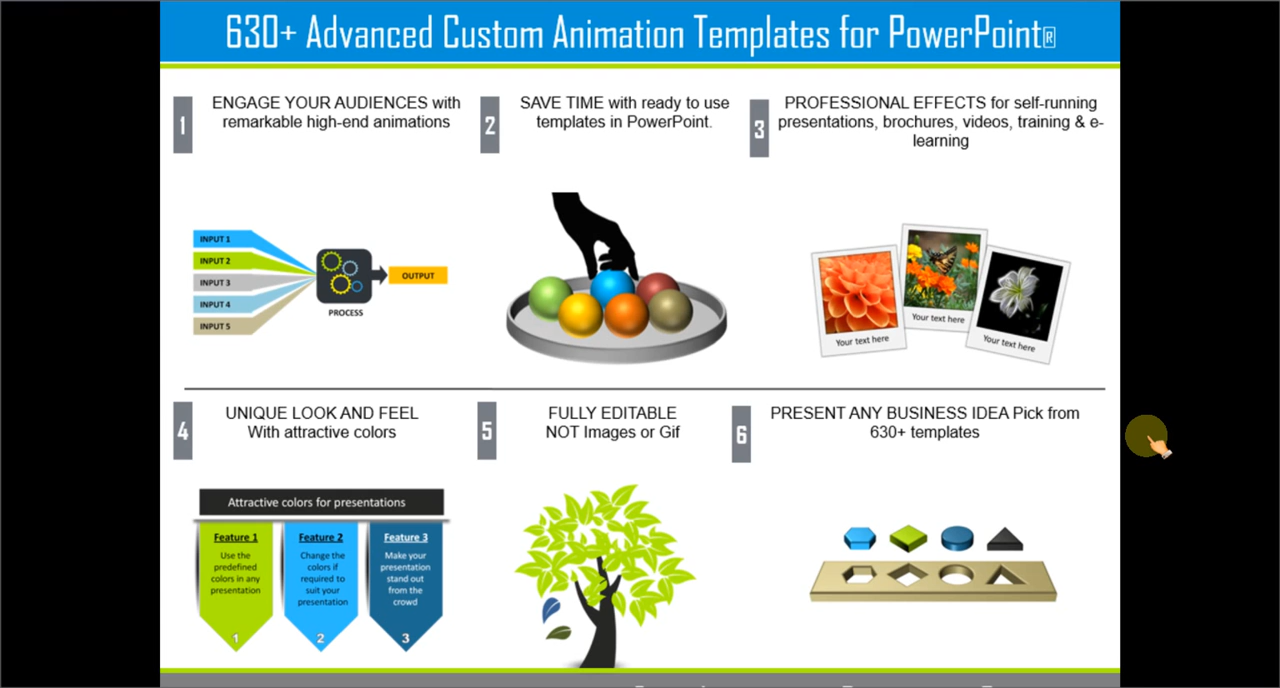 630+ Advanced Custom Animation Templates for PowerPoint®
1
ENGAGE YOUR AUDIENCES with
remarkable high-end animations
2
SAVE TIME with ready to use
templates in PowerPoint.
3
PROFESSIONAL EFFECTS for self-running
presentations, brochures, videos, training & e-
learning
INPUT 1
INPUT 2
INPUT 3
INPUT 4
INPUT 5
PROCESS
OUTPUT
Your text here
Your text here
Your text here
4
UNIQUE LOOK AND FEEL
With attractive colors
5
FULLY EDITABLE
NOT Images or Gif
6
PRESENT ANY BUSINESS IDEA Pick from
630+ templates
Attractive colors for presentations
Feature 1
Use the
predefined
colors in any
presentation
1
Feature 2
Change the
colors if
required to
suit your
presentation
2
Feature 3
Make your
presentation
stand out
from the
crowd
3